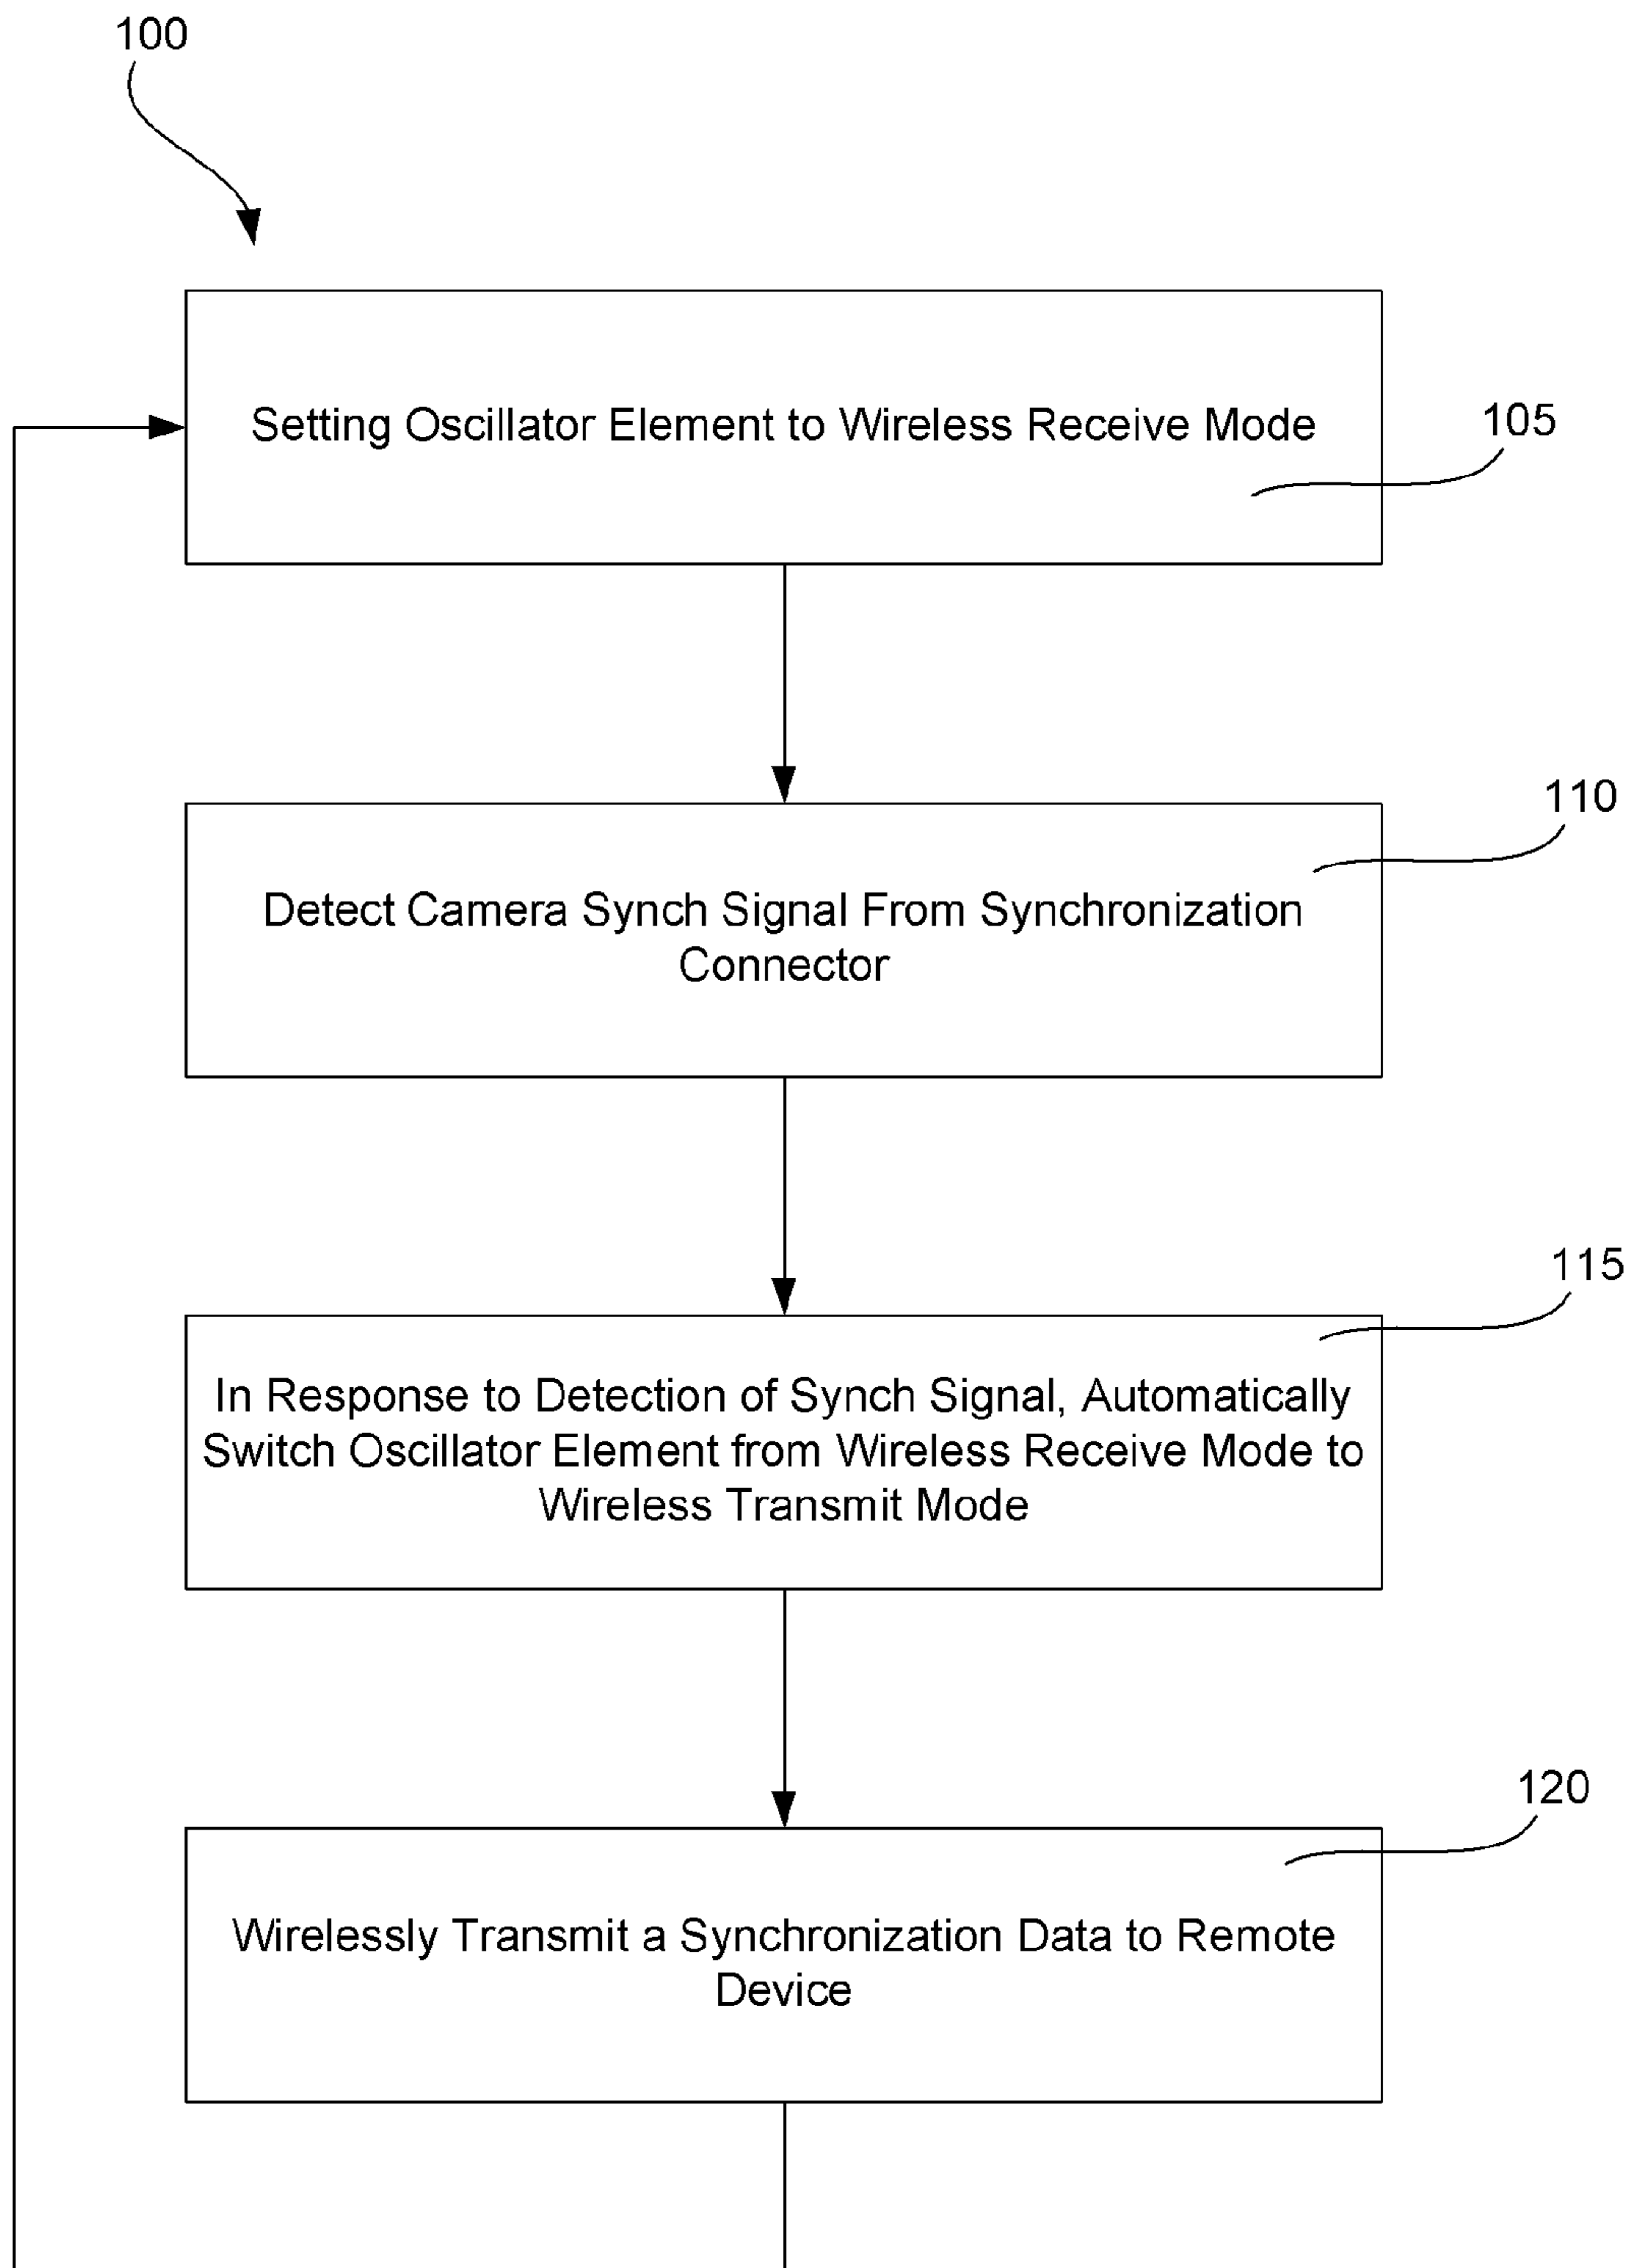 100
Setting Oscillator Element to Wireless Receive Mode
105
110
Detect Camera Synch Signal From Synchronization
Connector
115
In Response to Detection of Synch Signal, Automatically
Switch Oscillator Element from Wireless Receive Mode to
Wireless Transmit Mode
120
Wirelessly Transmit a Synchronization Data to Remote
Device